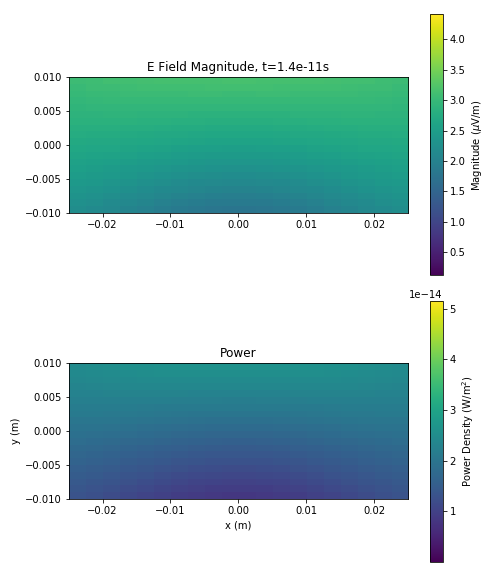 E Field Magnitude, t=1.4e-11s
0.010
0.005
0.000
−0.005
−0.010
−0.02 −0.01 0.00 0.01 0.02
4.0
3.5
3.0
2.5
2.0
1.5
1.0
0.5
Magnitude (μV/m)
Power
0.010
0.005
0.000
−0.005
−0.010
y (m)
−0.02 −0.01 0.00 0.01 0.02
x (m)
1e−14
5
4
3
2
1
Power Density (W/m²)